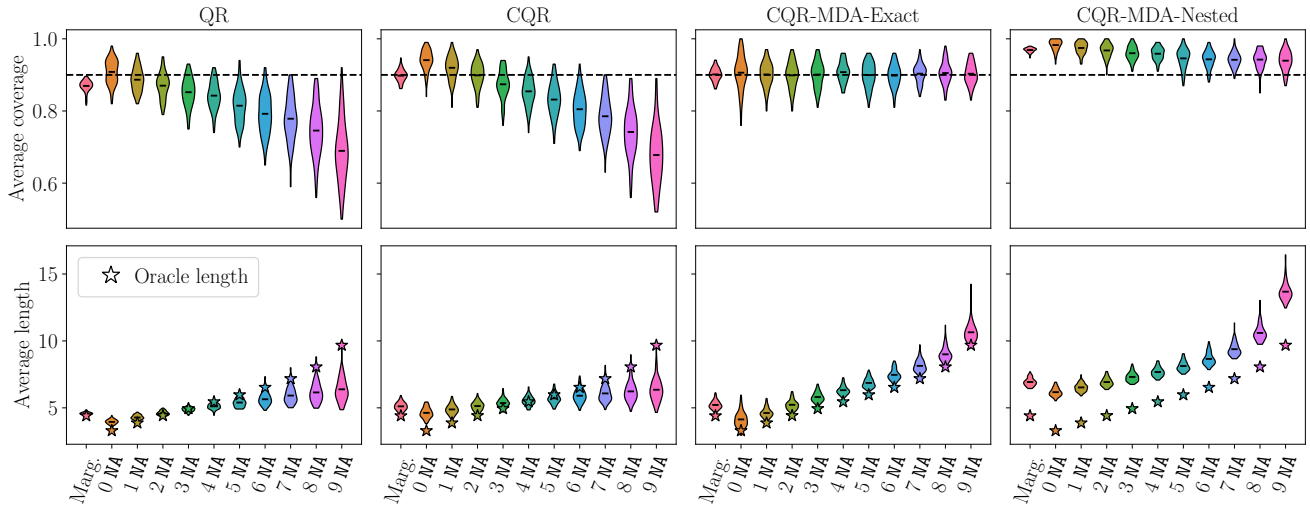 QR CQR CQR-MDA-Exact CQR-MDA-Nested
Average coverage
1.0
0.8
0.6
Average length
15
10
5
Oracle length
Marg. 0 NA 1 NA 2 NA 3 NA 4 NA 5 NA 6 NA 7 NA 8 NA 9 NA
Marg. 0 NA 1 NA 2 NA 3 NA 4 NA 5 NA 6 NA 7 NA 8 NA 9 NA
Marg. 0 NA 1 NA 2 NA 3 NA 4 NA 5 NA 6 NA 7 NA 8 NA 9 NA
Marg. 0 NA 1 NA 2 NA 3 NA 4 NA 5 NA 6 NA 7 NA 8 NA 9 NA